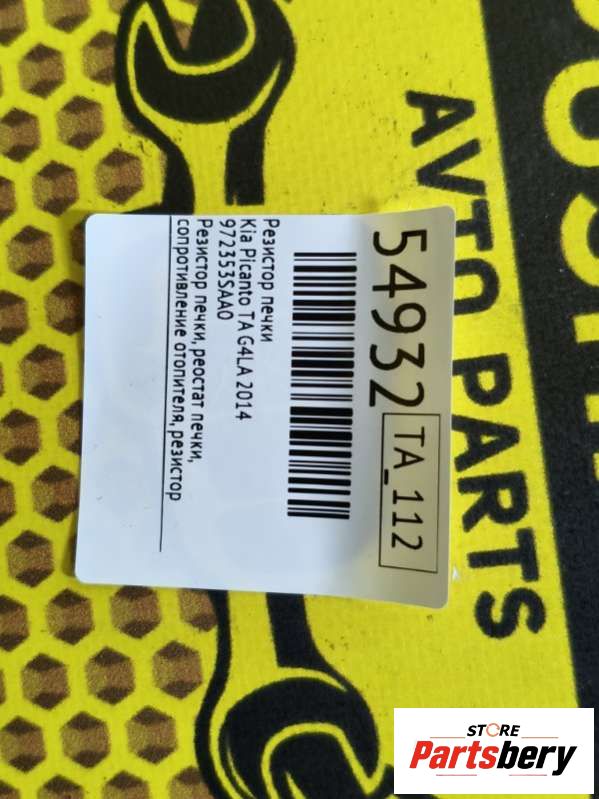 54932 TA_112
Резистор печки
Kia Picanto TA G4LA 2014
972353SAA0
Резистор печки, реостат печки,
сопротивление отопителя, резистор
AVTO PARTS
STORE
Partsbery